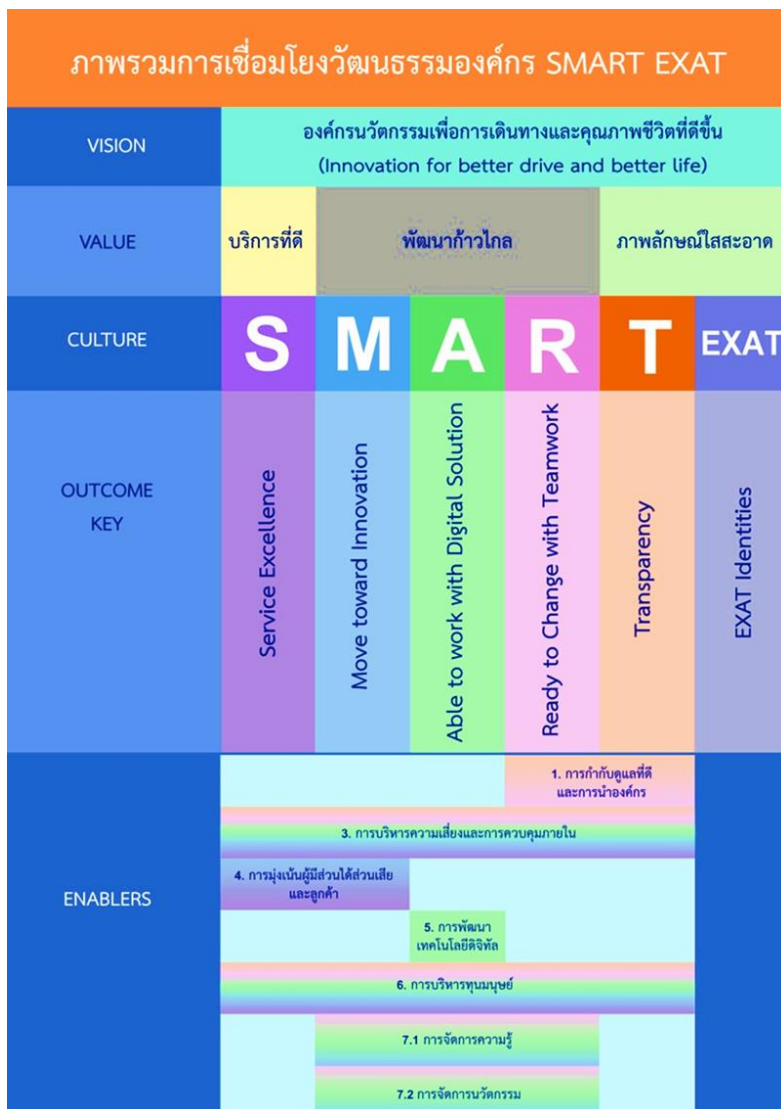 ภาพรวมการเชื่อมโยงวัฒนธรรมองค์กร SMART EXAT
VISION
องค์กรนวัตกรรมเพื่อการเดินทางและคุณภาพชีวิตที่ดีขึ้น
(Innovation for better drive and better life)
VALUE
บริการที่ดี
พัฒนาก้าวไกล
ภาพลักษณ์ใสสะอาด
CULTURE
S
M
A
R
T
EXAT
OUTCOME
KEY
Service Excellence
Move toward Innovation
Able to work with Digital Solution
Ready to Change with Teamwork
Transparency
EXAT Identities
ENABLERS
1. การกำกับดูแลที่ดี
และการนำองค์กร
3. การบริหารความเสี่ยงและการควบคุมภายใน
4. การมุ่งเน้นผู้มีส่วนได้ส่วนเสีย
และลูกค้า
5. การพัฒนา
เทคโนโลยีดิจิทัล
6. การบริหารทุนมนุษย์
7.1 การจัดการความรู้
7.2 การจัดการนวัตกรรม